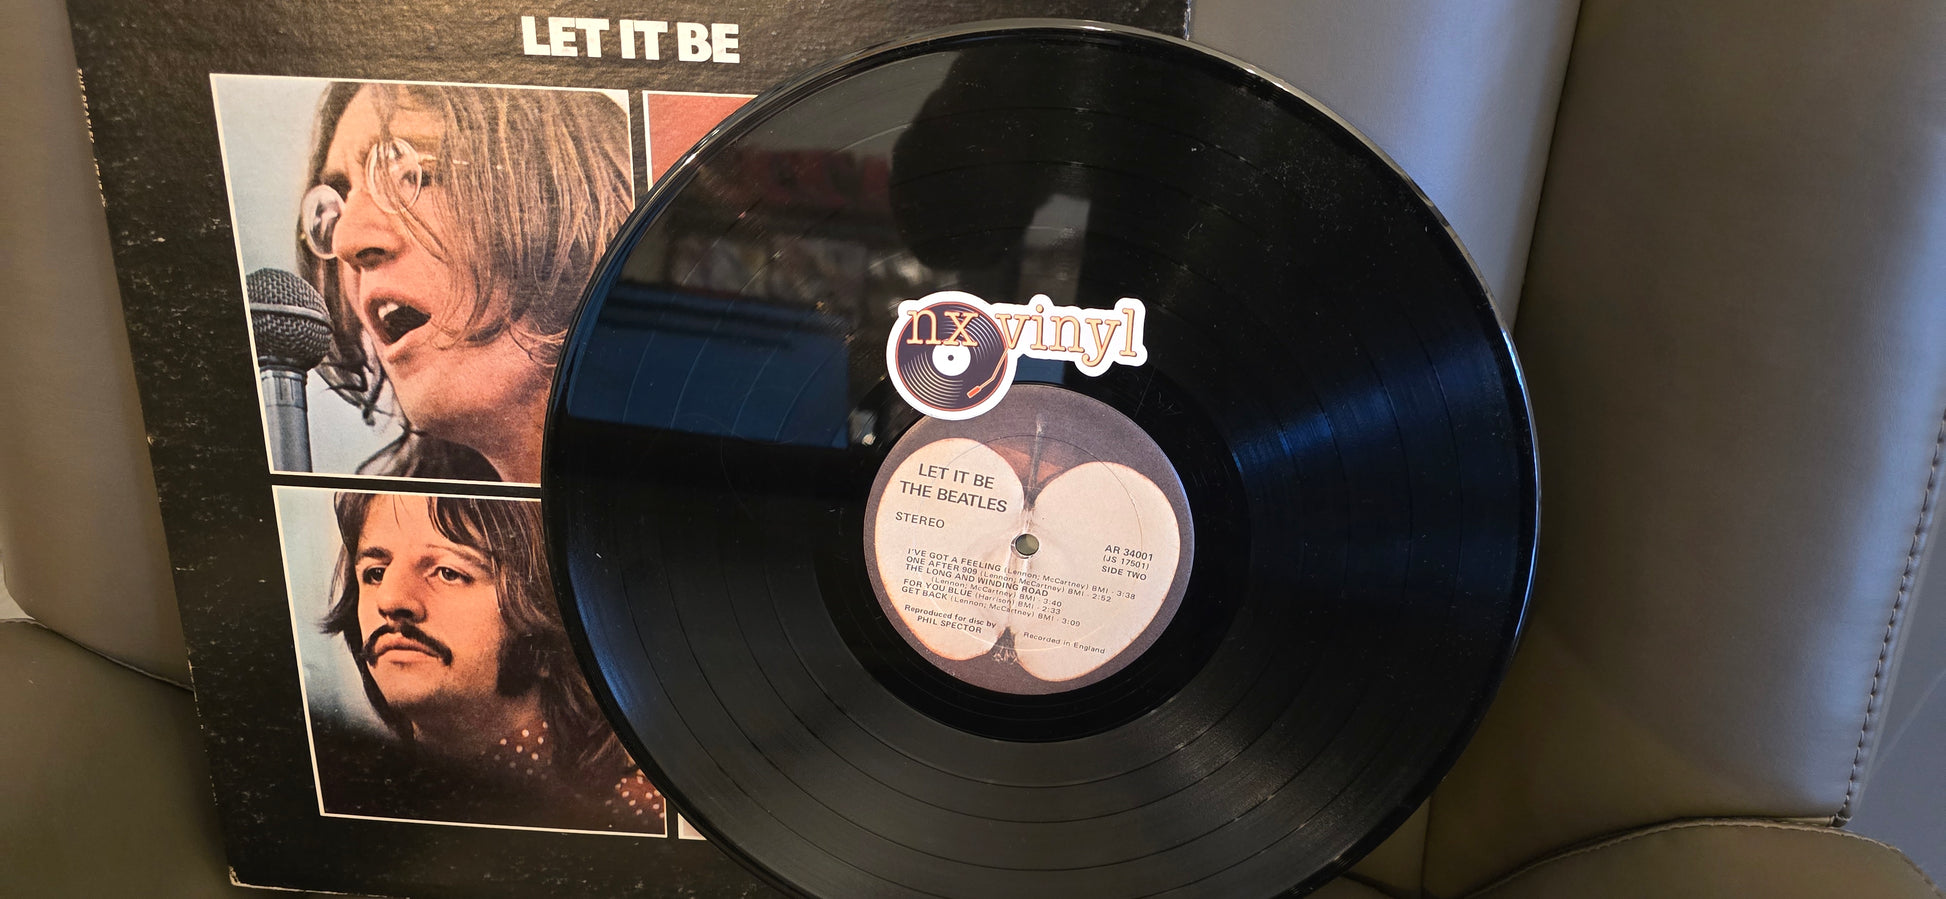 LET IT BE
nx vinyl
LET IT BE
THE BEATLES
STEREO
AR 34001
(JS 17501)
SIDE TWO
I'VE GOT A FEELING (Lennon; McCartney) BMI - 3:38
ONE AFTER 909 (Lennon; McCartney) BMI - 2:52
THE LONG AND WINDING ROAD
(Lennon; McCartney) BMI - 3:40
FOR YOU BLUE (Harrison) BMI - 2:33
GET BACK (Lennon; McCartney) BMI - 3:09
Reproduced for disc by
PHIL SPECTOR
Recorded in England